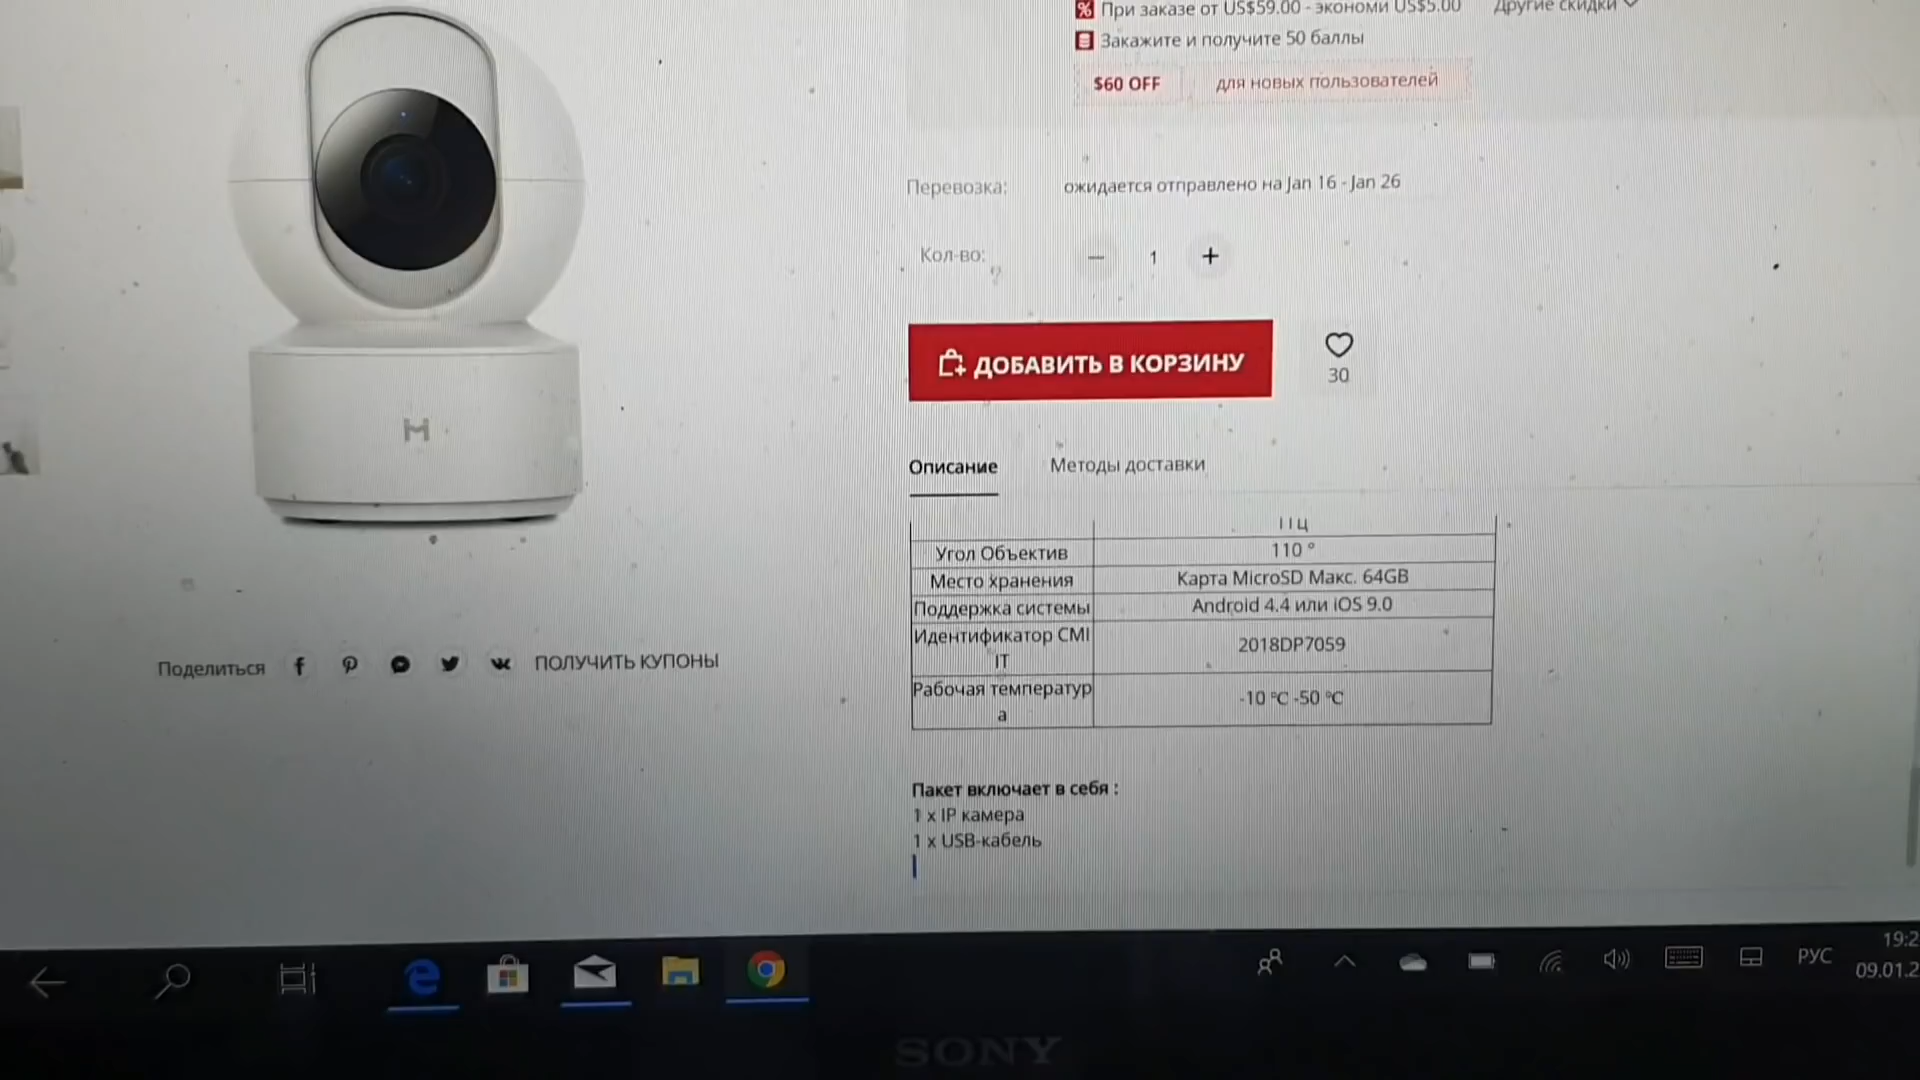 При заказе от US$59.00 - экономи US$5.00 Другие скидки
Закажите и получите 50 баллы
$60 OFF для новых пользователей
Перевозка: ожидается отправлено на Jan 16 - Jan 26
Кол-во: — 1 +
ДОБАВИТЬ В КОРЗИНУ
30
Описание Методы доставки
Угол Объектив 110 °
Место хранения Карта MicroSD Макс. 64GB
Поддержка системы Android 4.4 или iOS 9.0
Идентификатор CMI
IT
2018DP7059
Рабочая температур
а
-10 °C -50 °C
Поделиться ПОЛУЧИТЬ КУПОНЫ
Пакет включает в себя :
1 x IP камера
1 x USB-кабель
РУС
19:2
09.01.2
SONY